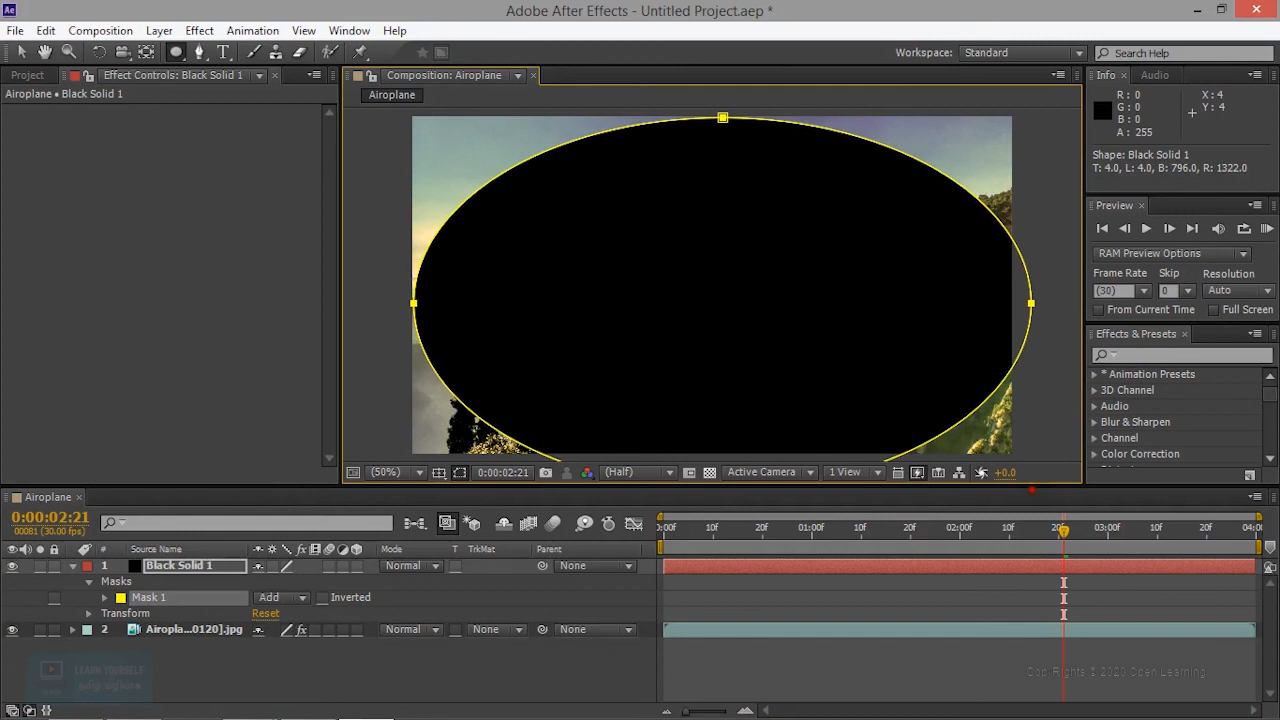 Adobe After Effects - Untitled Project.aep *
File Edit Composition Layer Effect Animation View Window Help
Workspace: Standard Search Help
Project Effect Controls: Black Solid 1 Composition: Airoplane Info Audio
Airoplane • Black Solid 1
Airoplane
R : 0
G : 0
B : 0
A : 255
X : 4
Y : 4
Shape: Black Solid 1
T: 4.0, L: 4.0, B: 796.0, R: 1322.0
Preview
RAM Preview Options
Frame Rate Skip Resolution
(30) 0 Auto
From Current Time Full Screen
Effects & Presets
* Animation Presets
3D Channel
Audio
Blur & Sharpen
Channel
Color Correction
(50%) 0:00:02:21 (Half) Active Camera 1 View +0.0
Airoplane
0:00:02:21
00081 (30.00 fps)
0:00F 10F 20F 01:00F 10F 20F 02:00F 10F 20F 03:00F 10F 20F 04:00F
# Source Name Mode T TrkMat Parent
1 Black Solid 1 Normal None
Masks
Mask 1 Add Inverted
Transform Reset
2 Airopla...0120].jpg Normal None None
LEARN YOURSELF
Cop Rights © 2020 Open Learning